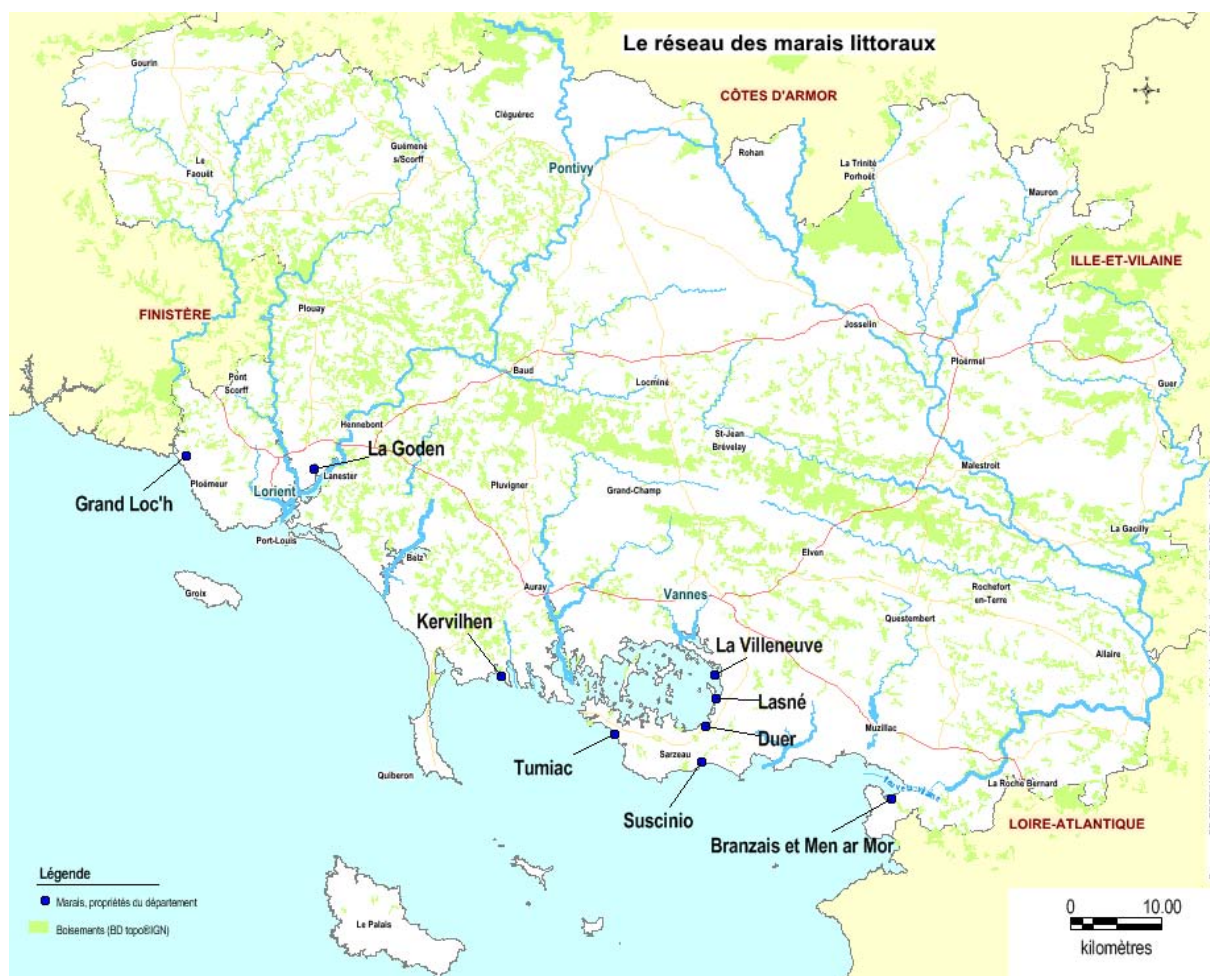 Le réseau des marais littoraux
Gourin
CÔTES D'ARMOR
Cléguérec
Guémené
s/Scorff
Rohan
Le
Faouët
Pontivy
La Trinité
Porhoët
Mauron
ILLE-ET-VILAINE
FINISTÈRE
Plouay
Josselin
Ploërmel
Pont
Scorff
Baud
Locminé
Guer
Hennebont
St-Jean
Brévelay
La Goden
Malestroit
Lanester
Ploëmeur
Pluvigner
Grand-Champ
Lorient
Grand Loc'h
La Gacilly
Port-Louis
Elven
Belz
Rochefort
en-Terre
Groix
Auray
Vannes
Questembert
Kervilhen
La Villeneuve
Allaire
Lasné
Muzillac
Duer
Sarzeau
Tumiac
Quiberon
La Roche Bernard
Suscinio
LOIRE-ATLANTIQUE
Branzais et Men ar Mor
Légende
Marais, propriétés du département
Boisements (BD topo®IGN)
Le Palais
0 10.00
kilomètres